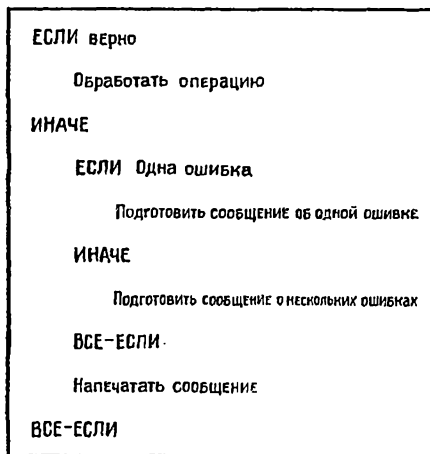 ЕСЛИ верно
Обработать операцию
ИНАЧЕ
ЕСЛИ Одна ошибка
Подготовить сообщение об одной ошибке
ИНАЧЕ
Подготовить сообщение о нескольких ошибках
ВСЕ-ЕСЛИ
Напечатать сообщение
ВСЕ-ЕСЛИ